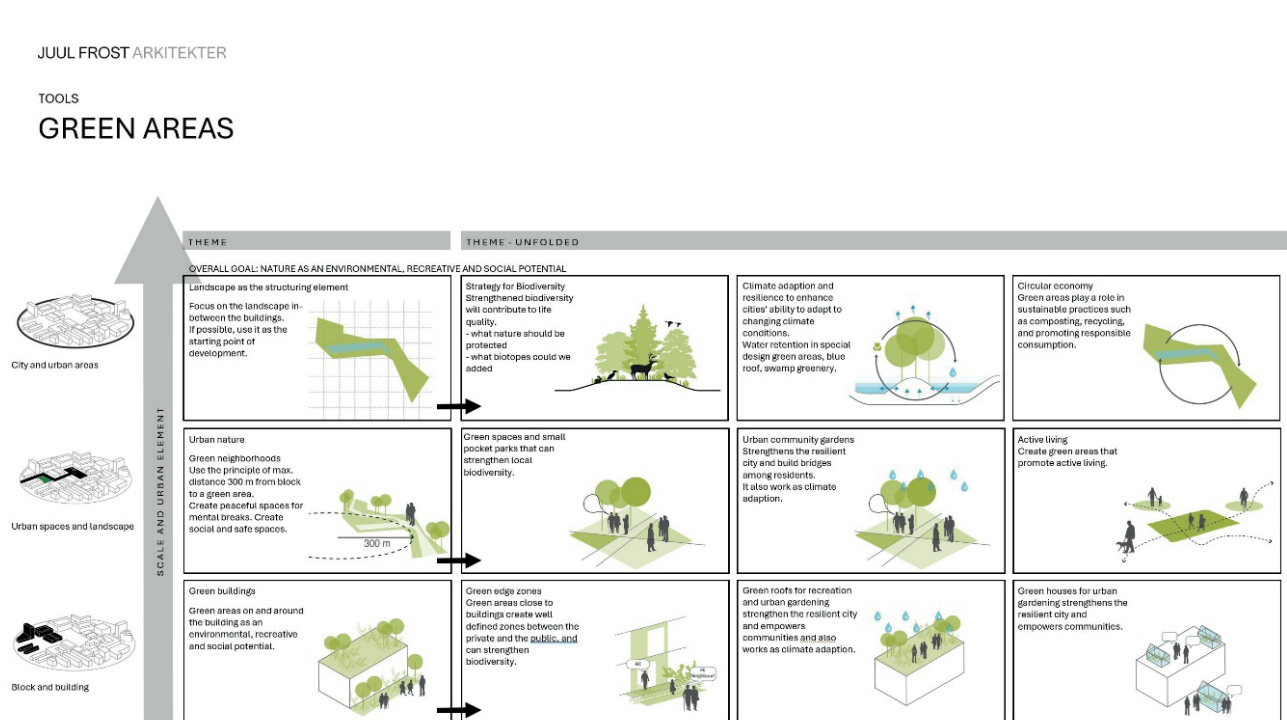 JUUL FROST ARKITEKTER
TOOLS
GREEN AREAS
THEME
THEME - UNFOLDED
OVERALL GOAL: NATURE AS AN ENVIRONMENTAL, RECREATIVE AND SOCIAL POTENTIAL
SCALE AND URBAN ELEMENT
City and urban areas
Landscape as the structuring element
Focus on the landscape in-
between the buildings.
If possible, use it as the
starting point of
development.
Strategy for Biodiversity
Strengthened biodiversity
will contribute to life
quality.
- what nature should be
protected
- what biotopes could we
added
Climate adaption and
resilience to enhance
cities' ability to adapt to
changing climate
conditions.
Water retention in special
design green areas, blue
roof, swamp greenery.
Circular economy
Green areas play a role in
sustainable practices such
as composting, recycling,
and promoting responsible
consumption.
Urban spaces and landscape
Urban nature
Green neighborhoods
Use the principle of max.
distance 300 m from block
to a green area.
Create peaceful spaces for
mental breaks. Create
social and safe spaces.
300 m
Green spaces and small
pocket parks that can
strengthen local
biodiversity.
Urban community gardens
Strengthens the resilient
city and build bridges
among residents.
It also work as climate
adaption.
Active living
Create green areas that
promote active living.
Block and building
Green buildings
Green areas on and around
the building as an
environmental, recreative
and social potential.
Green edge zones
Green areas close to
buildings create well
defined zones between the
private and the public, and
can strengthen
biodiversity.
Hi!
Hi
Neighbour!
Green roofs for recreation
and urban gardening
strengthen the resilient city
and empowers
communities and also
works as climate adaption.
Green houses for urban
gardening strengthens the
resilient city and
empowers communities.